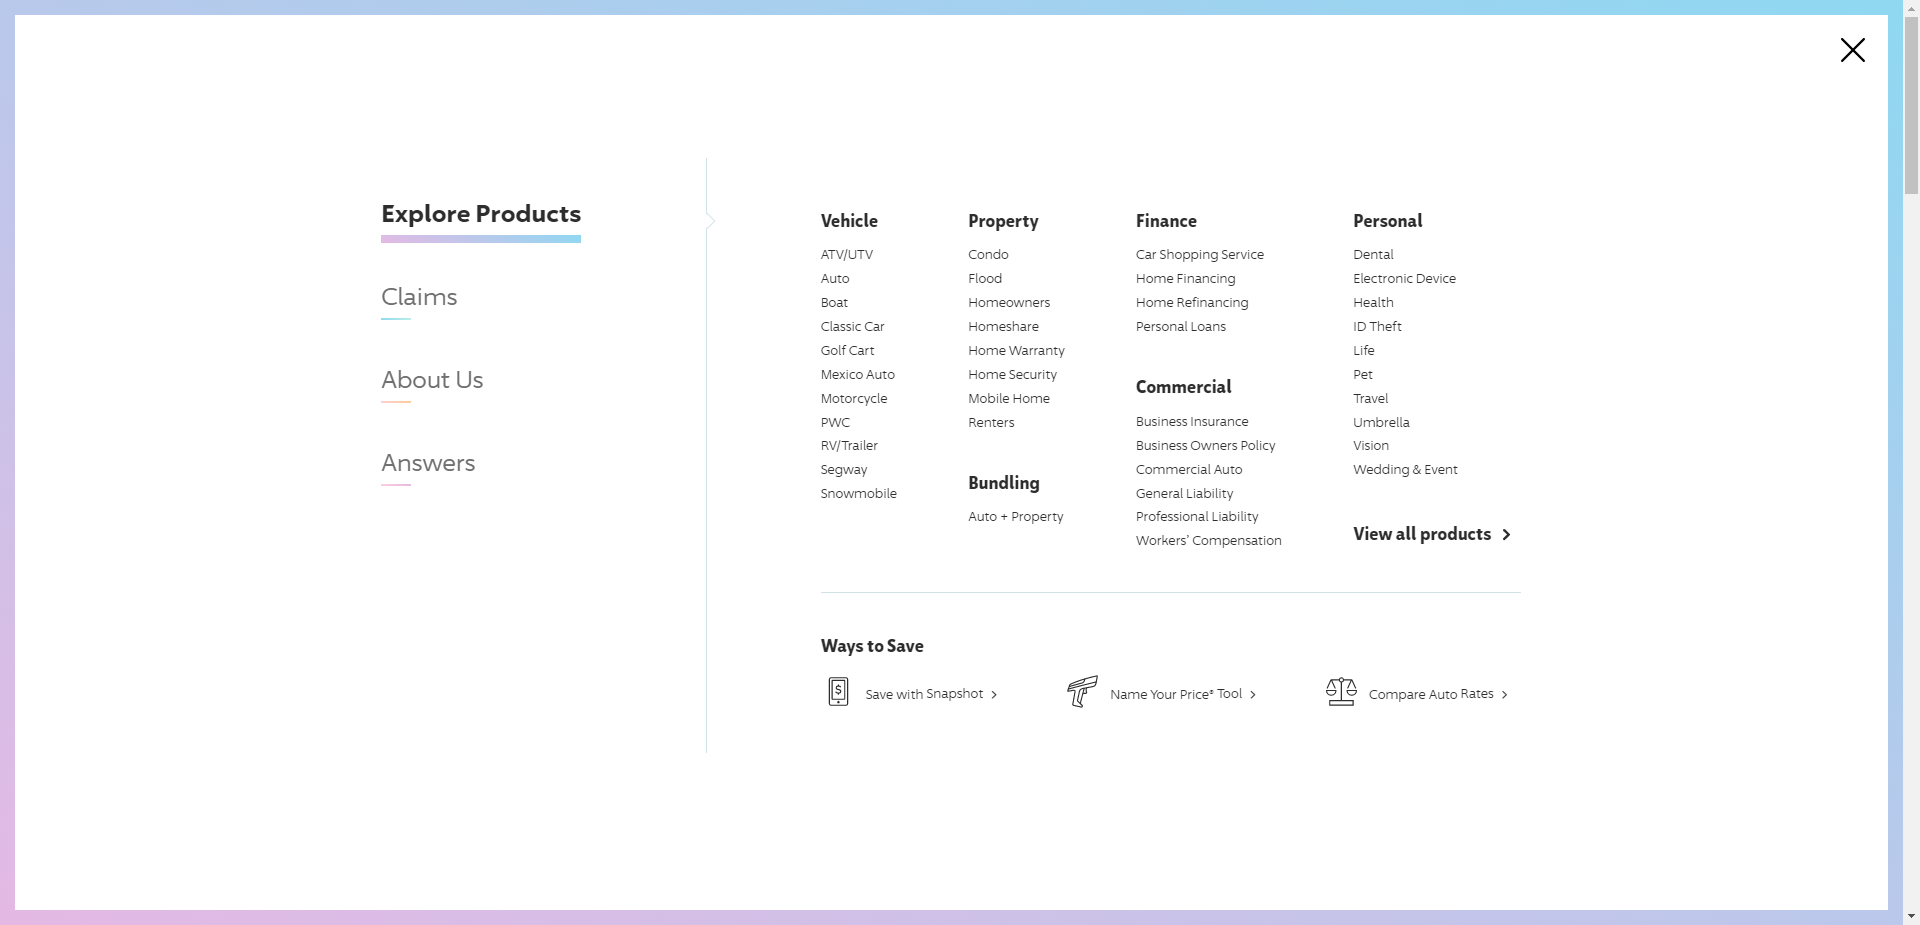 Explore Products
Claims
About Us
Answers
Vehicle
ATV/UTV
Auto
Boat
Classic Car
Golf Cart
Mexico Auto
Motorcycle
PWC
RV/Trailer
Segway
Snowmobile
Property
Condo
Flood
Homeowners
Homeshare
Home Warranty
Home Security
Mobile Home
Renters
Bundling
Auto + Property
Finance
Car Shopping Service
Home Financing
Home Refinancing
Personal Loans
Commercial
Business Insurance
Business Owners Policy
Commercial Auto
General Liability
Professional Liability
Workers’ Compensation
Personal
Dental
Electronic Device
Health
ID Theft
Life
Pet
Travel
Umbrella
Vision
Wedding & Event
View all products
Ways to Save
Save with Snapshot
Name Your Price® Tool
Compare Auto Rates